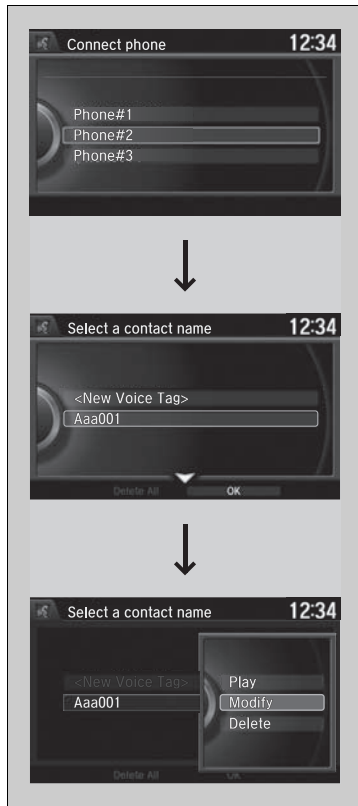 Connect phone 12:34
Phone#1
Phone#2
Phone#3
Select a contact name 12:34
<New Voice Tag>
Aaa001
Delete All OK
Select a contact name 12:34
<New Voice Tag>
Aaa001
Play
Modify
Delete
Delete All OK